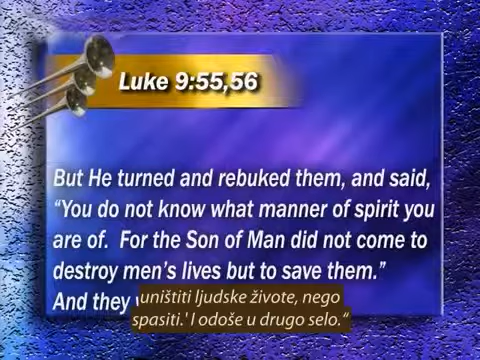 Luke 9:55,56
But He turned and rebuked them, and said,
“You do not know what manner of spirit you
are of. For the Son of Man did not come to
destroy men’s lives but to save them.”
And they
uništiti ljudske živote, nego
spasiti.' I odoše u drugo selo.“